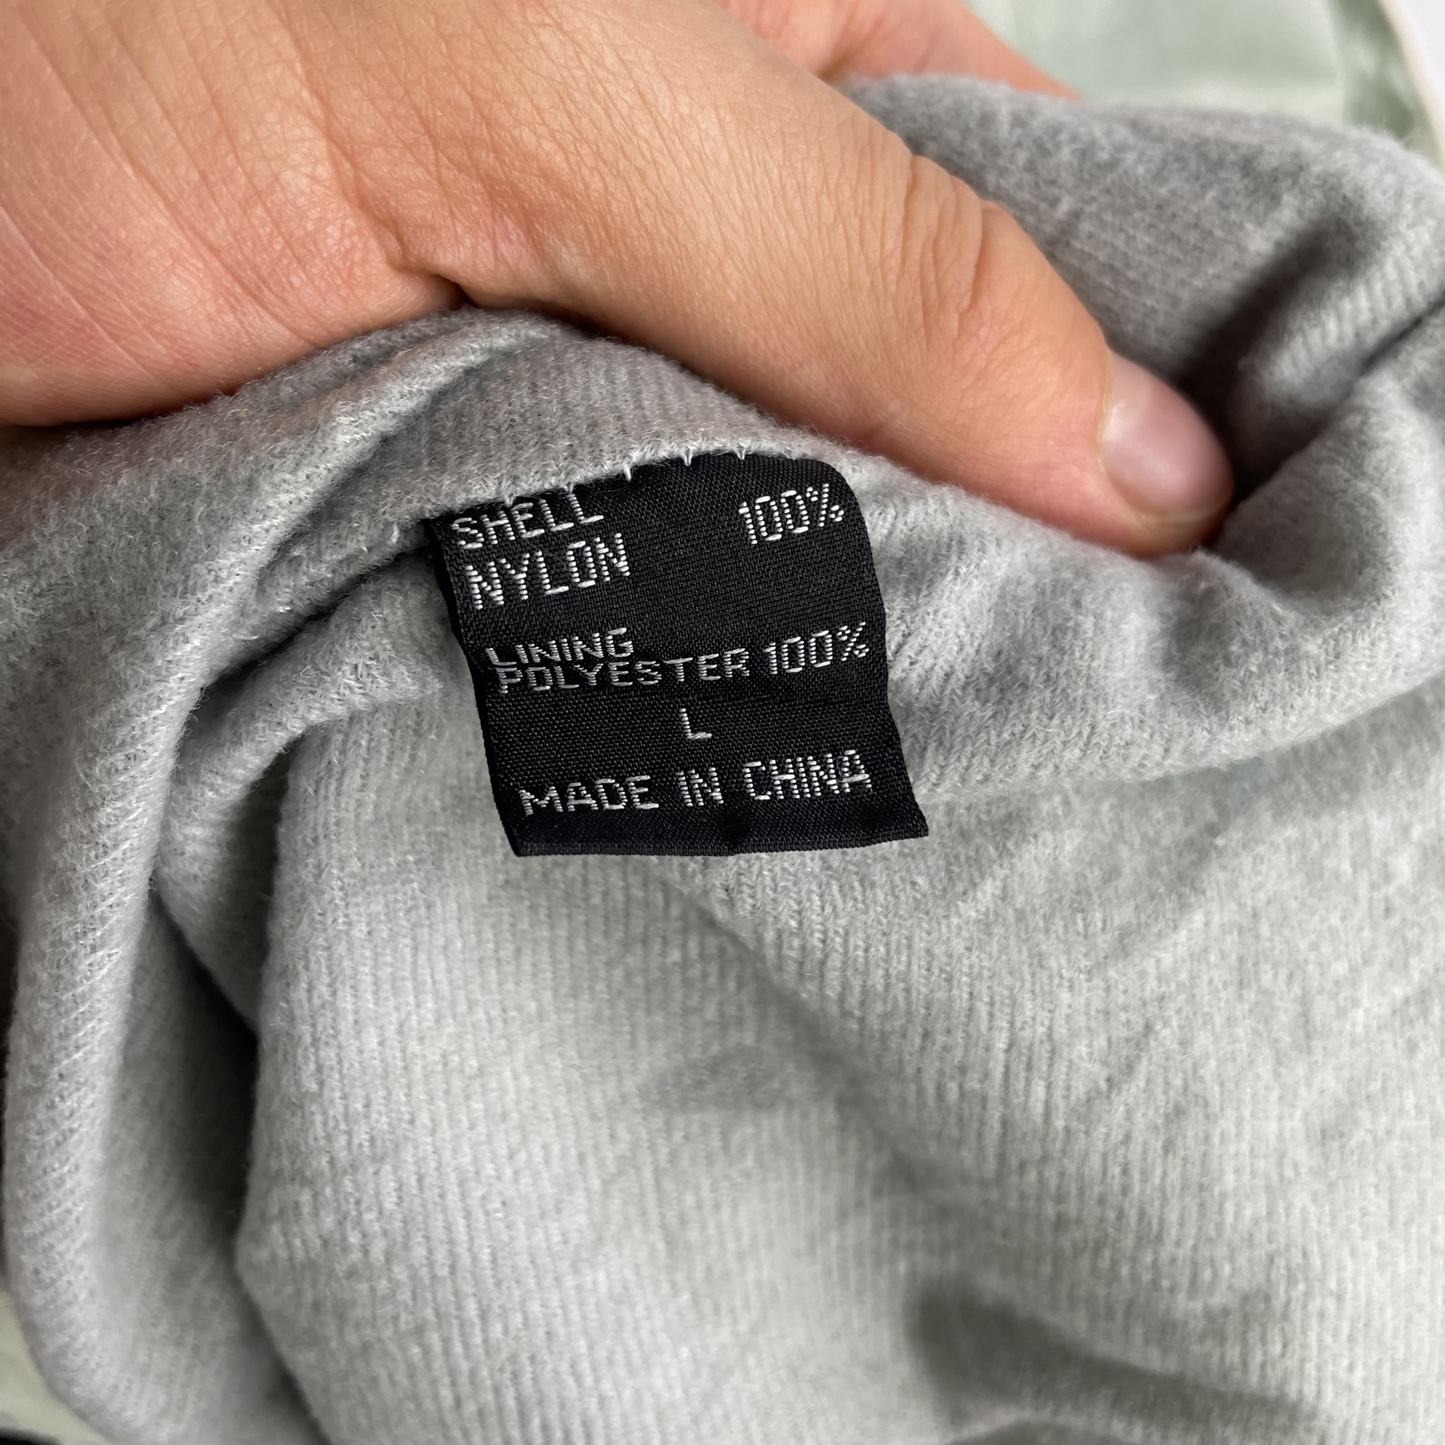 SHELL 100%
NYLON
LINING
POLYESTER 100%
L
MADE IN CHINA